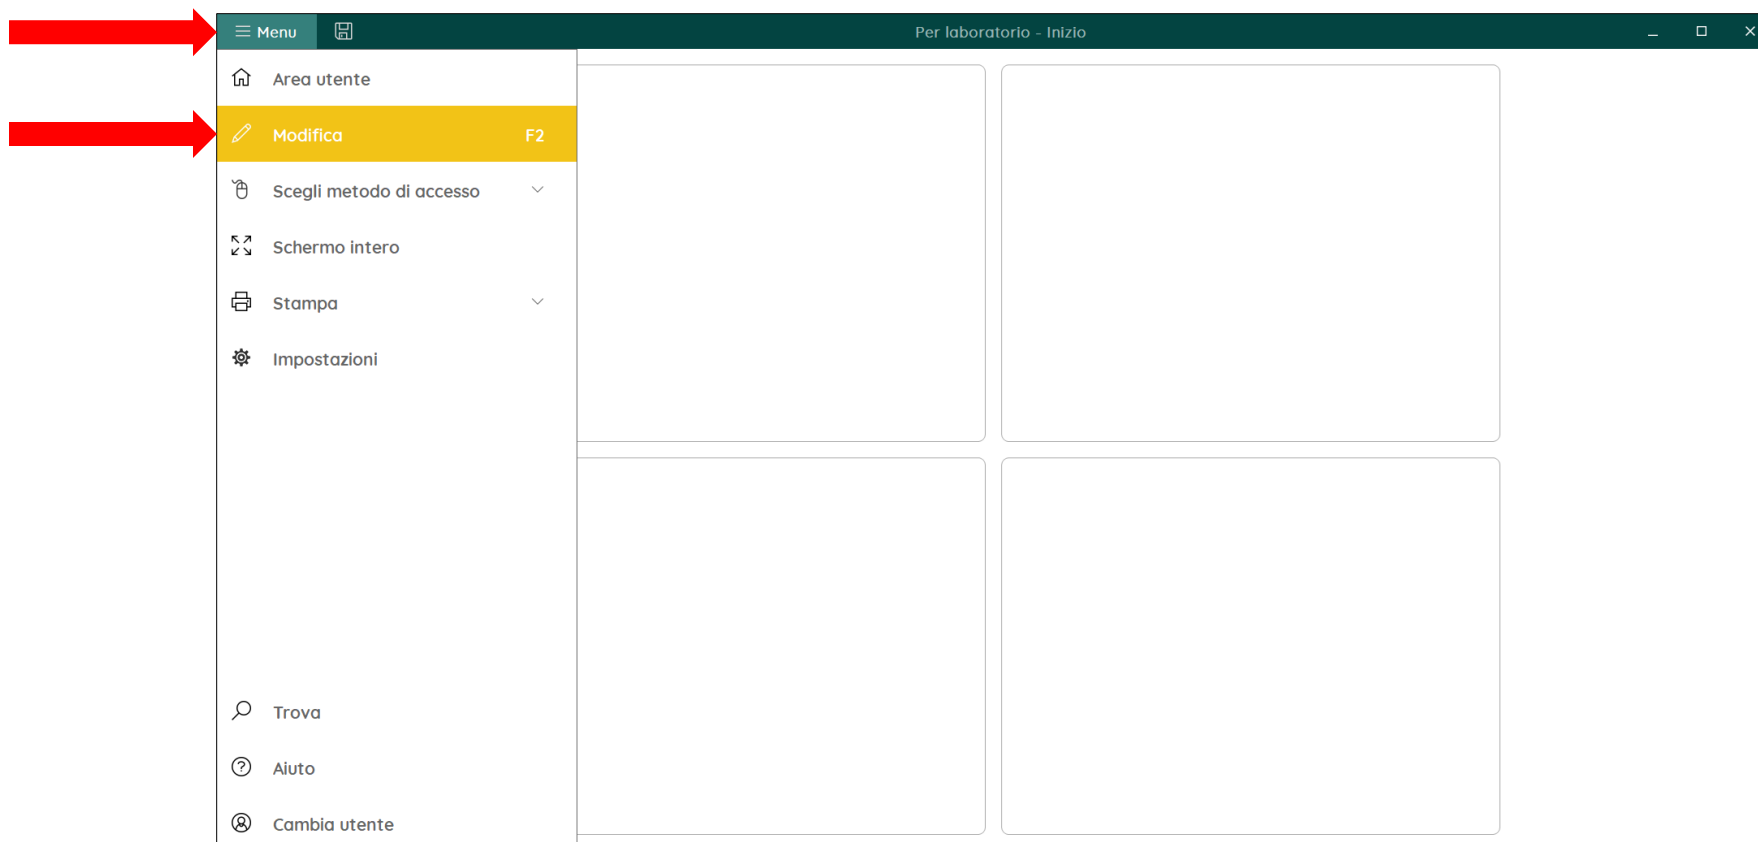 Menu
Per laboratorio - Inizio
Area utente
Modifica F2
Scegli metodo di accesso
Schermo intero
Stampa
Impostazioni
Trova
Aiuto
Cambia utente